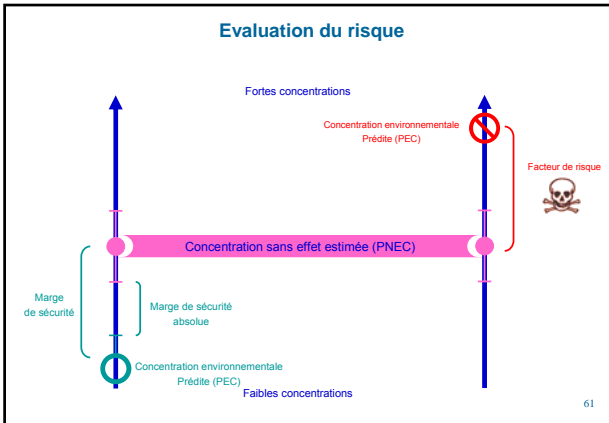 Evaluation du risque
Fortes concentrations
Concentration environnementale
Prédite (PEC)
Facteur de risque
Concentration sans effet estimée (PNEC)
Marge
de sécurité
Marge de sécurité
absolue
Concentration environnementale
Prédite (PEC)
Faibles concentrations
61